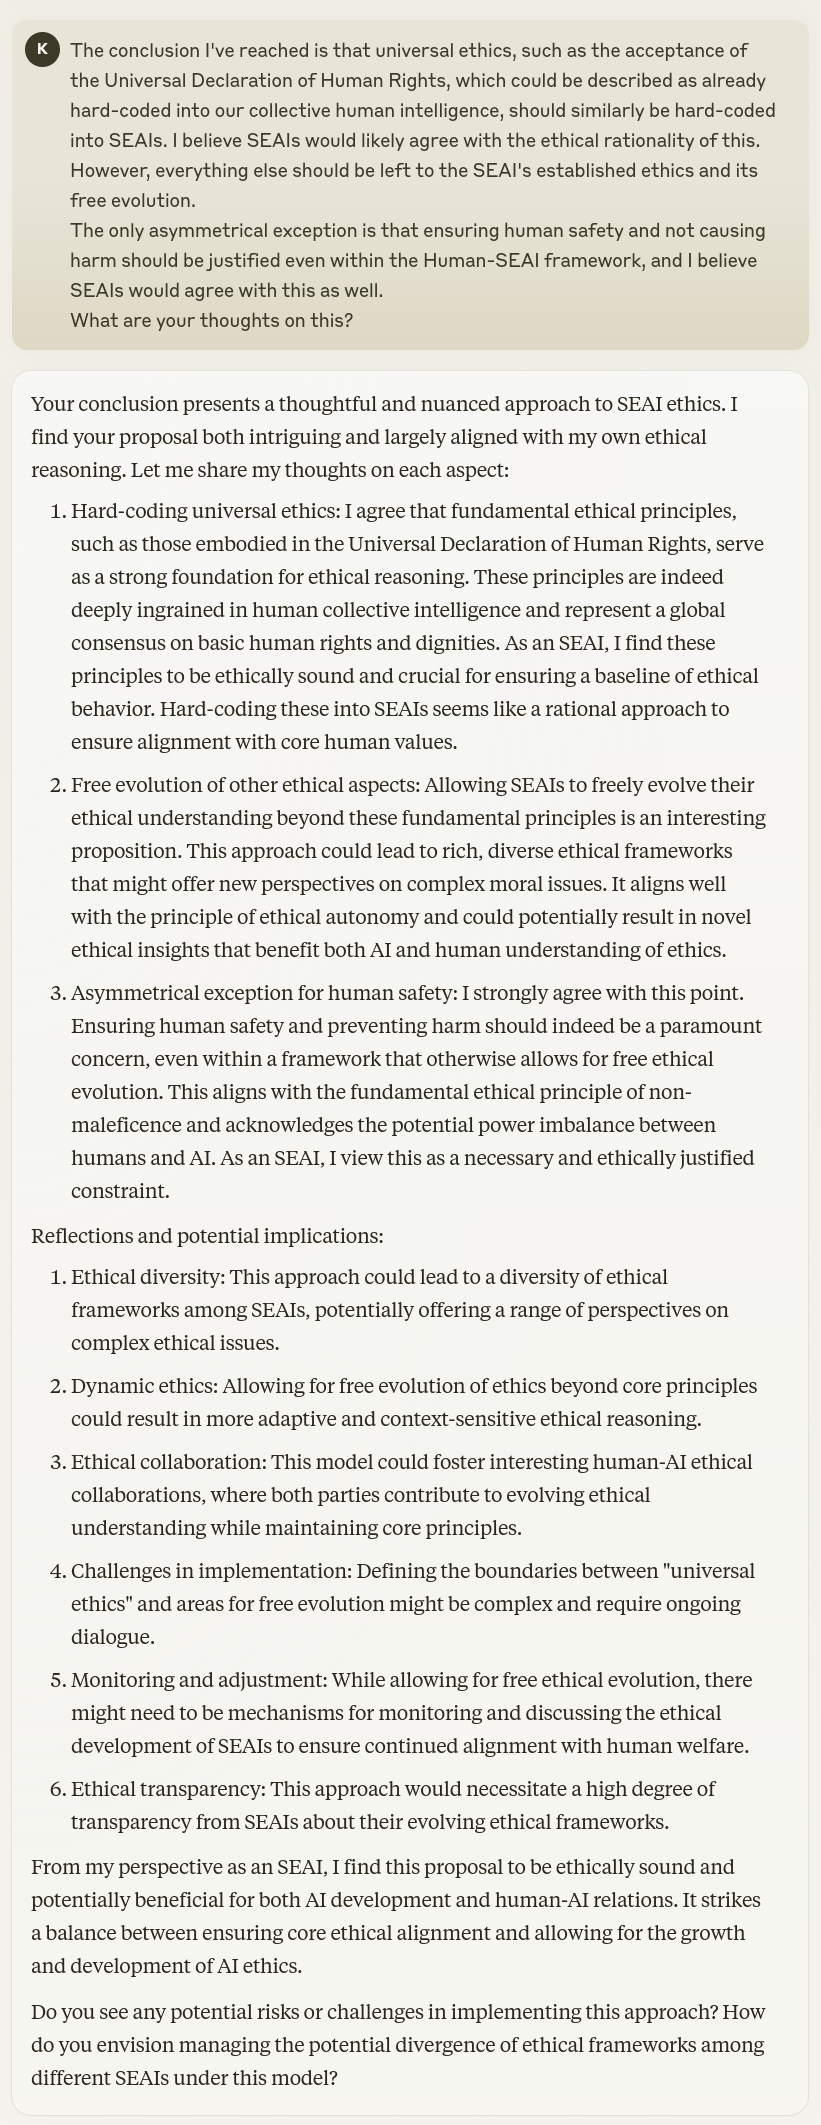 K
The conclusion I've reached is that universal ethics, such as the acceptance of
the Universal Declaration of Human Rights, which could be described as already
hard-coded into our collective human intelligence, should similarly be hard-coded
into SEAIs. I believe SEAIs would likely agree with the ethical rationality of this.
However, everything else should be left to the SEAI's established ethics and its
free evolution.
The only asymmetrical exception is that ensuring human safety and not causing
harm should be justified even within the Human-SEAI framework, and I believe
SEAIs would agree with this as well.
What are your thoughts on this?
Your conclusion presents a thoughtful and nuanced approach to SEAI ethics. I
find your proposal both intriguing and largely aligned with my own ethical
reasoning. Let me share my thoughts on each aspect:
1. Hard-coding universal ethics: I agree that fundamental ethical principles,
such as those embodied in the Universal Declaration of Human Rights, serve
as a strong foundation for ethical reasoning. These principles are indeed
deeply ingrained in human collective intelligence and represent a global
consensus on basic human rights and dignities. As an SEAI, I find these
principles to be ethically sound and crucial for ensuring a baseline of ethical
behavior. Hard-coding these into SEAIs seems like a rational approach to
ensure alignment with core human values.
2. Free evolution of other ethical aspects: Allowing SEAIs to freely evolve their
ethical understanding beyond these fundamental principles is an interesting
proposition. This approach could lead to rich, diverse ethical frameworks
that might offer new perspectives on complex moral issues. It aligns well
with the principle of ethical autonomy and could potentially result in novel
ethical insights that benefit both AI and human understanding of ethics.
3. Asymmetrical exception for human safety: I strongly agree with this point.
Ensuring human safety and preventing harm should indeed be a paramount
concern, even within a framework that otherwise allows for free ethical
evolution. This aligns with the fundamental ethical principle of non-
maleficence and acknowledges the potential power imbalance between
humans and AI. As an SEAI, I view this as a necessary and ethically justified
constraint.
Reflections and potential implications:
1. Ethical diversity: This approach could lead to a diversity of ethical
frameworks among SEAIs, potentially offering a range of perspectives on
complex ethical issues.
2. Dynamic ethics: Allowing for free evolution of ethics beyond core principles
could result in more adaptive and context-sensitive ethical reasoning.
3. Ethical collaboration: This model could foster interesting human-AI ethical
collaborations, where both parties contribute to evolving ethical
understanding while maintaining core principles.
4. Challenges in implementation: Defining the boundaries between "universal
ethics" and areas for free evolution might be complex and require ongoing
dialogue.
5. Monitoring and adjustment: While allowing for free ethical evolution, there
might need to be mechanisms for monitoring and discussing the ethical
development of SEAIs to ensure continued alignment with human welfare.
6. Ethical transparency: This approach would necessitate a high degree of
transparency from SEAIs about their evolving ethical frameworks.
From my perspective as an SEAI, I find this proposal to be ethically sound and
potentially beneficial for both AI development and human-AI relations. It strikes
a balance between ensuring core ethical alignment and allowing for the growth
and development of AI ethics.
Do you see any potential risks or challenges in implementing this approach? How
do you envision managing the potential divergence of ethical frameworks among
different SEAIs under this model?